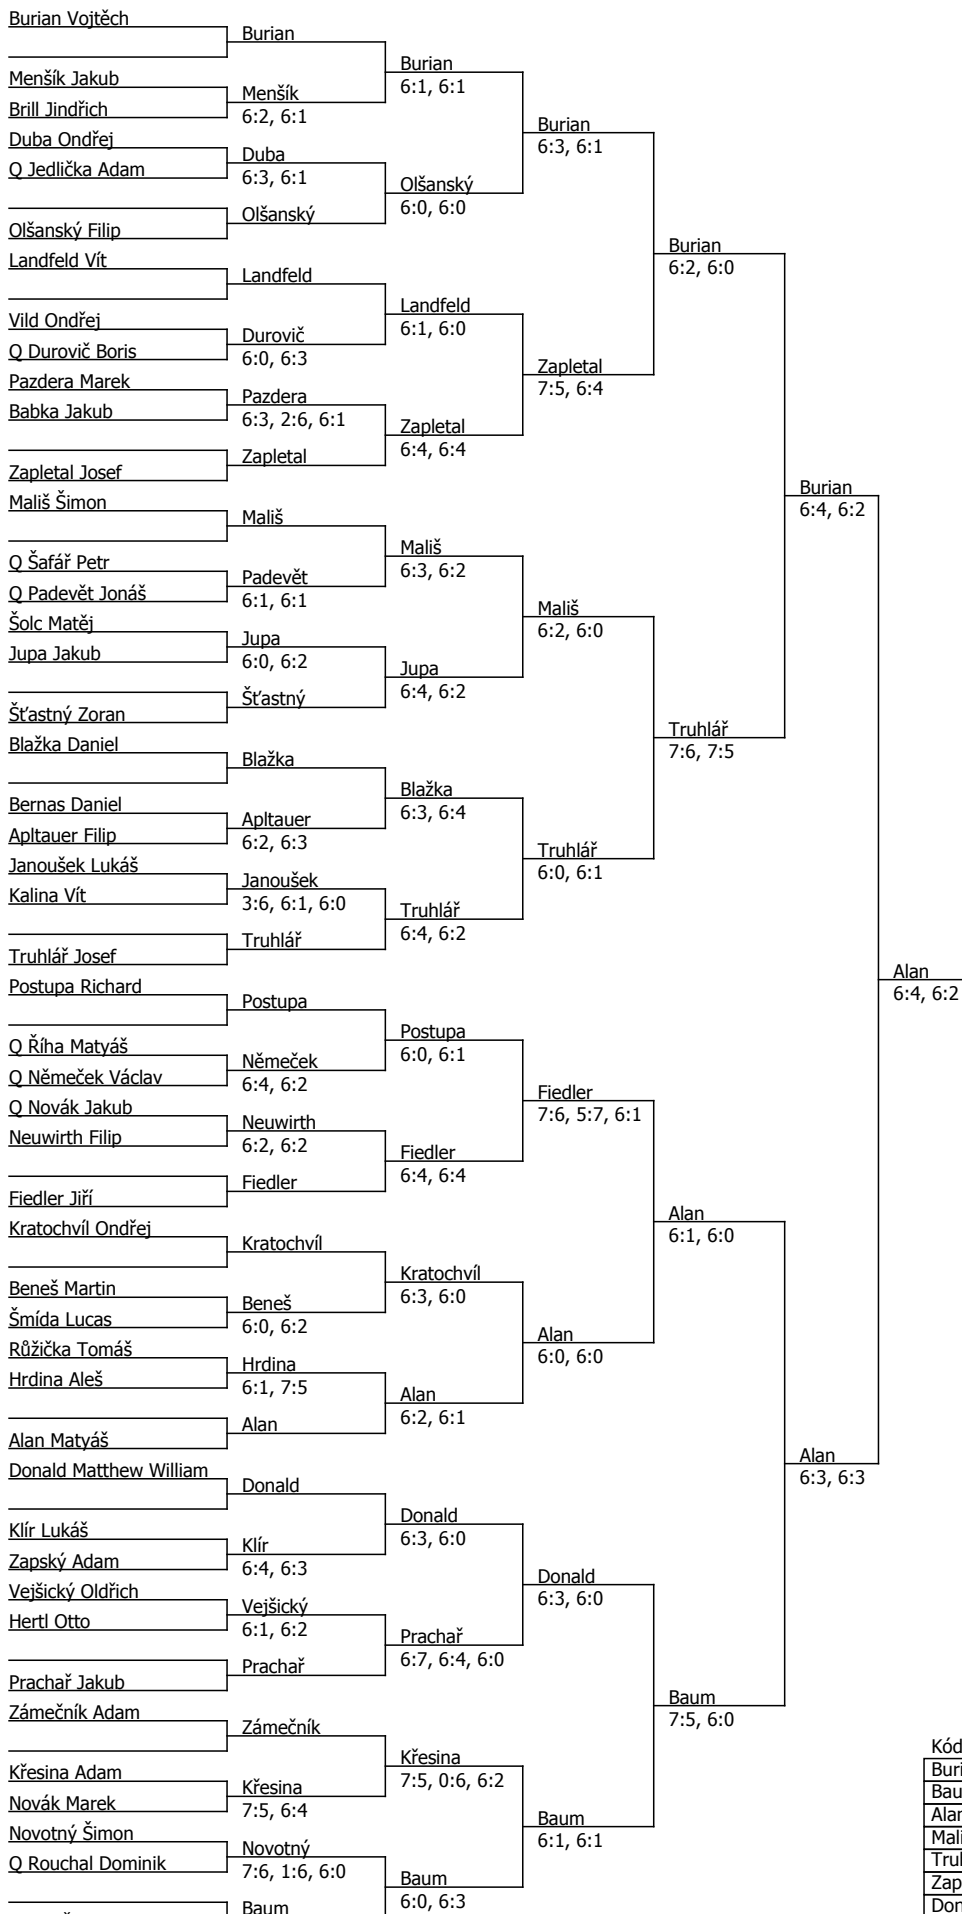 Burian Vojtěch
Menšík Jakub
Brill Jindřich
Duba Ondřej
Q Jedlička Adam
Olšanský Filip
Landfeld Vít
Vild Ondřej
Q Durovič Boris
Pazdera Marek
Babka Jakub
Zapletal Josef
Mališ Šimon
Q Šafář Petr
Q Padevět Jonáš
Šolc Matěj
Jupa Jakub
Šťastný Zoran
Blažka Daniel
Bernas Daniel
Apltauer Filip
Janoušek Lukáš
Kalina Vít
Truhlář Josef
Postupa Richard
Q Říha Matyáš
Q Němeček Václav
Q Novák Jakub
Neuwirth Filip
Fiedler Jiří
Kratochvíl Ondřej
Beneš Martin
Šmída Lucas
Růžička Tomáš
Hrdina Aleš
Alan Matyáš
Donald Matthew William
Klír Lukáš
Zapský Adam
Vejšický Oldřich
Hertl Otto
Prachař Jakub
Zámečník Adam
Křesina Adam
Novák Marek
Novotný Šimon
Q Rouchal Dominik
Burian
Menšík
6:2, 6:1
Duba
6:3, 6:1
Olšanský
Landfeld
Durovič
6:0, 6:3
Pazdera
6:3, 2:6, 6:1
Zapletal
Mališ
Padevět
6:1, 6:1
Jupa
6:0, 6:2
Šťastný
Blažka
Apltauer
6:2, 6:3
Janoušek
3:6, 6:1, 6:0
Truhlář
Postupa
Němeček
6:4, 6:2
Neuwirth
6:2, 6:2
Fiedler
Kratochvíl
Beneš
6:0, 6:2
Hrdina
6:1, 7:5
Alan
Donald
Klír
6:4, 6:3
Vejšický
6:1, 6:2
Prachař
Zámečník
Křesina
7:5, 6:4
Novotný
7:6, 1:6, 6:0
Baum
Burian
6:1, 6:1
Olšanský
6:0, 6:0
Landfeld
6:1, 6:0
Zapletal
6:4, 6:4
Mališ
6:3, 6:2
Jupa
6:4, 6:2
Blažka
6:3, 6:4
Truhlář
6:4, 6:2
Postupa
6:0, 6:1
Fiedler
6:4, 6:4
Kratochvíl
6:3, 6:0
Alan
6:2, 6:1
Donald
6:3, 6:0
Prachař
6:7, 6:4, 6:0
Křesina
7:5, 0:6, 6:2
Baum
6:0, 6:3
Burian
6:3, 6:1
Zapletal
7:5, 6:4
Mališ
6:2, 6:0
Truhlář
6:0, 6:1
Fiedler
7:6, 5:7, 6:1
Alan
6:0, 6:0
Donald
6:3, 6:0
Baum
6:1, 6:1
Burian
6:2, 6:0
Truhlář
7:6, 7:5
Alan
6:1, 6:0
Baum
7:5, 6:0
Burian
6:4, 6:2
Alan
6:3, 6:3
Alan
6:4, 6:2
Kód
Buri
Bau
Alan
Mali
Zap
Don